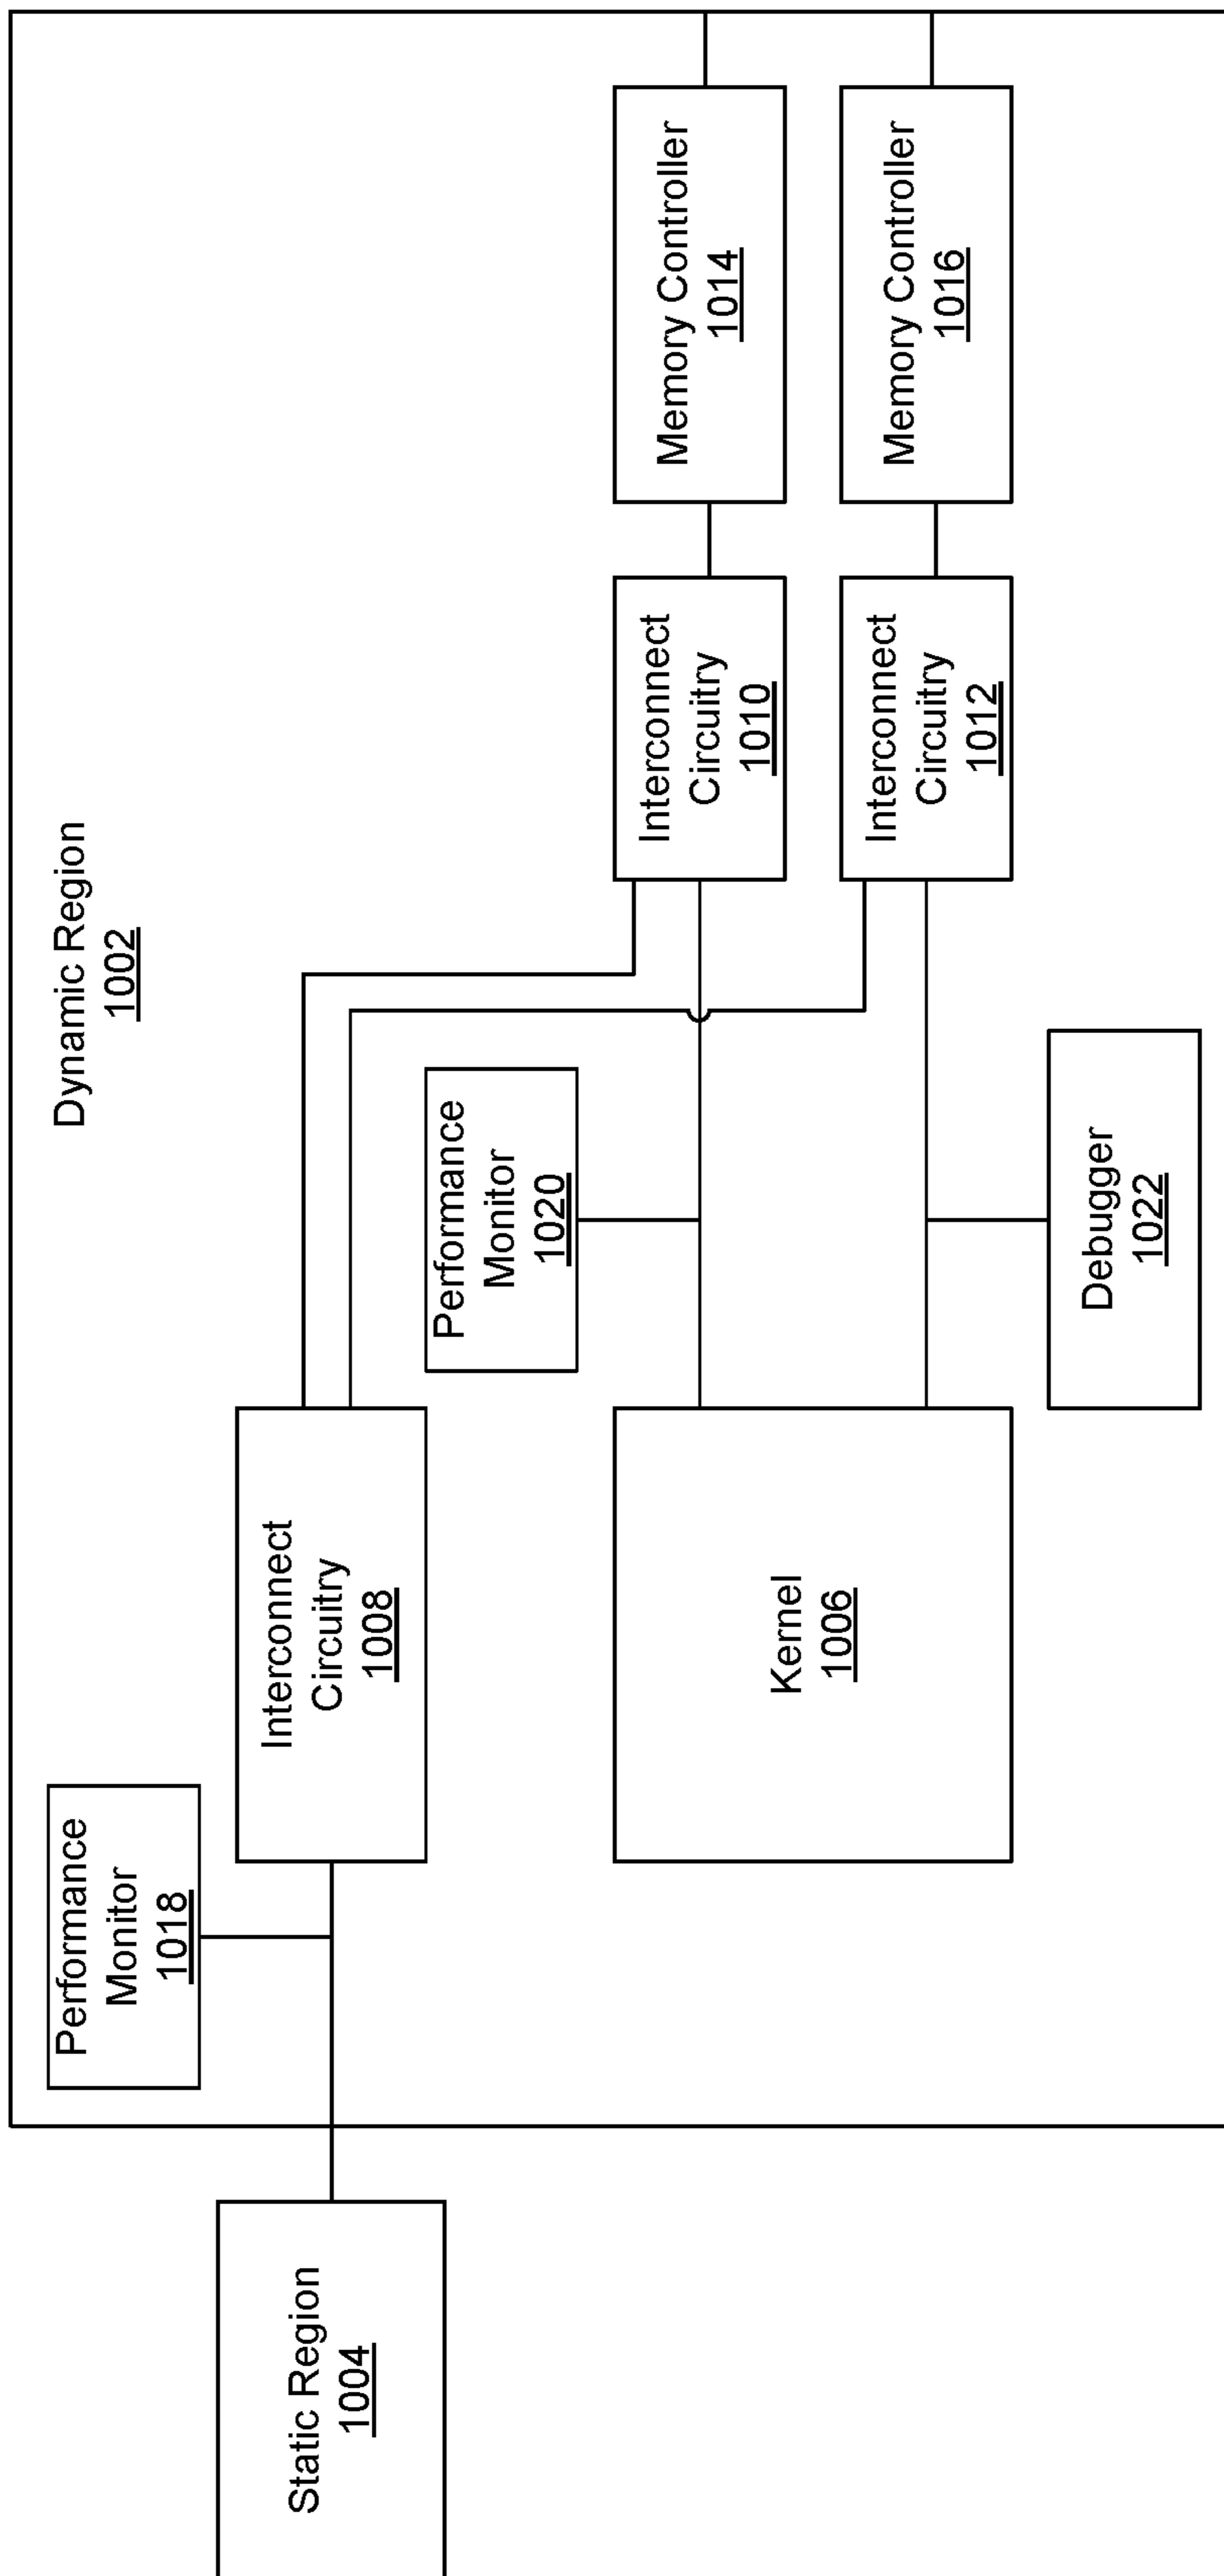 Dynamic Region
1002
Static Region
1004
Performance
Monitor
1018
Interconnect
Circuitry
1008
Performance
Monitor
1020
Kernel
1006
Debugger
1022
Interconnect
Circuitry
1010
Memory Controller
1014
Interconnect
Circuitry
1012
Memory Controller
1016